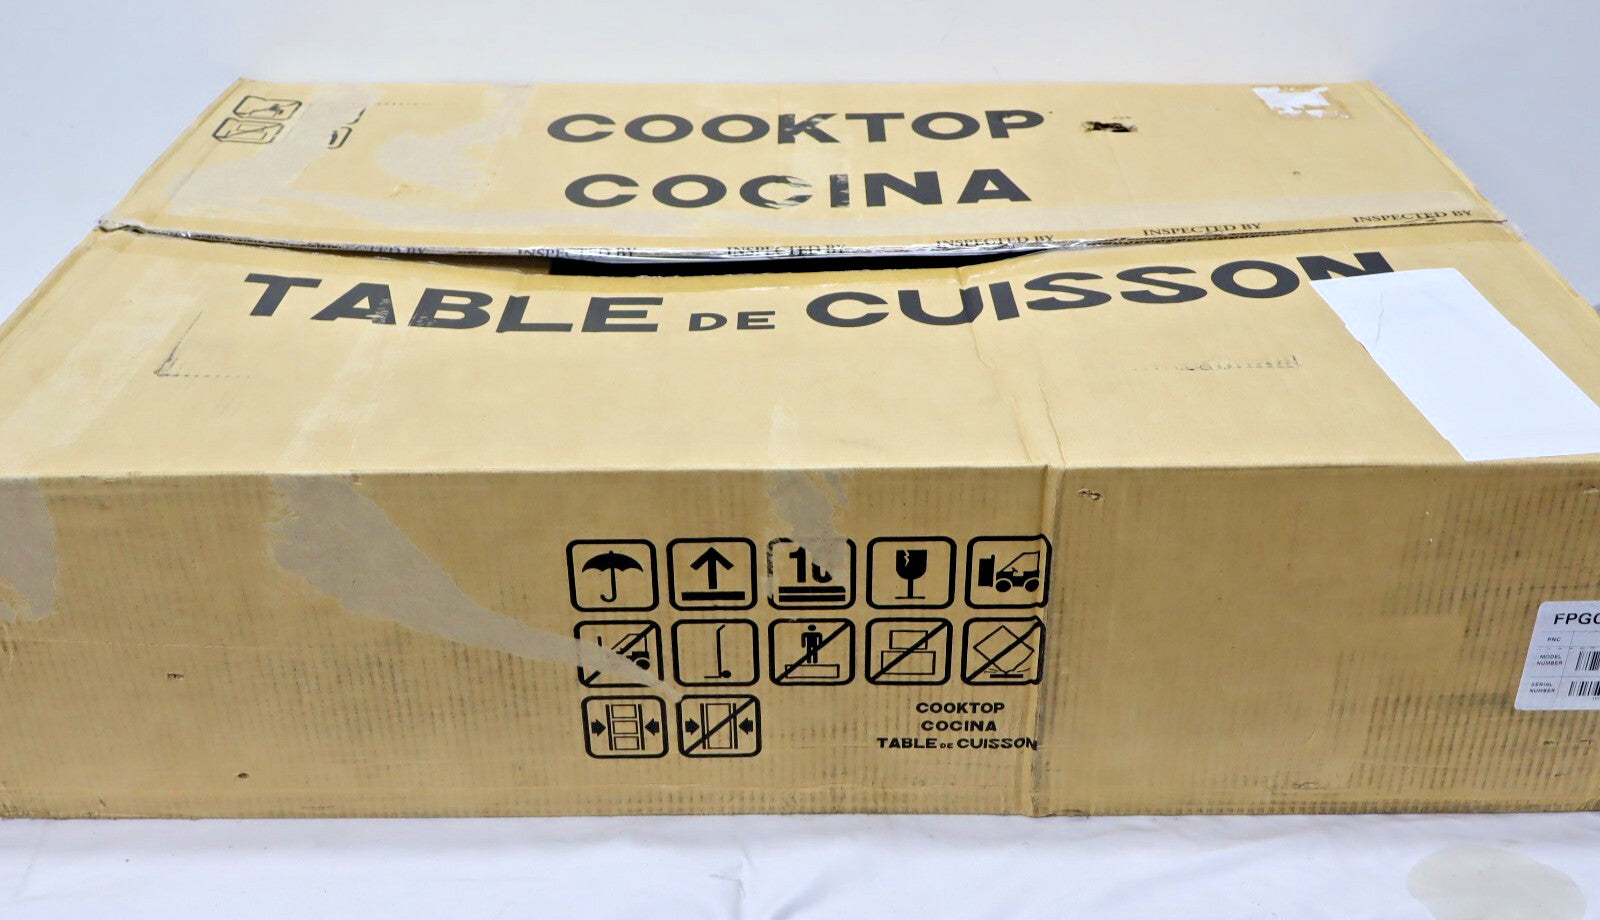 COOKTOP
COCINA
INSPECTED BY INSPECTED BY INSPECTED BY INSPECTED BY INSPECTED BY
TABLE DE CUISSON
COOKTOP
COCINA
TABLE DE CUISSON
PNC
MODEL
NUMBER
SERIAL
NUMBER